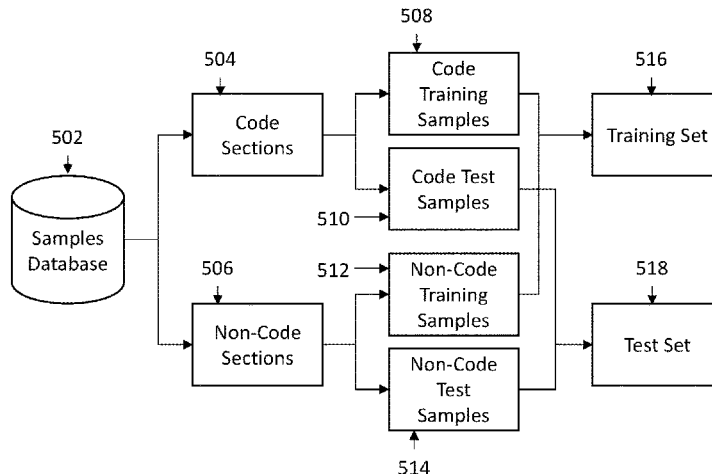 508
504
516
Code
Training
Samples
502
Code
Sections
Training Set
Code Test
Samples
510
Samples
Database
506
512
Non-Code
Training
Samples
518
Non-Code
Sections
Test Set
Non-Code
Test
Samples
514